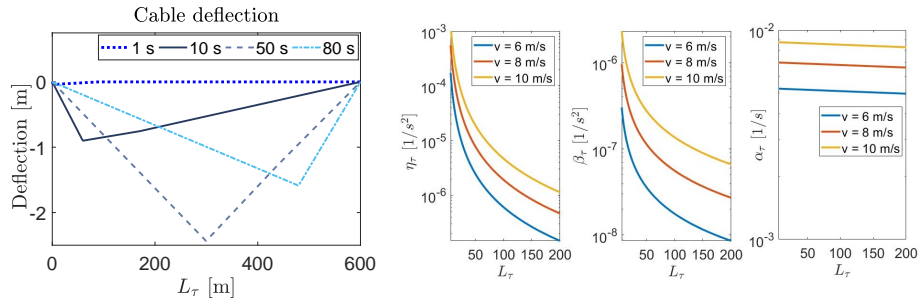 Cable deflection
1 s 10 s 50 s 80 s
0
-1
-2
Deflection [m]
0 200 400 600
L_τ [m]
10^-3
10^-4
10^-5
10^-6
η_τ [1/s^2]
v = 6 m/s
v = 8 m/s
v = 10 m/s
50 100 150 200
L_τ
10^-6
10^-7
10^-8
β_τ [1/s^2]
v = 6 m/s
v = 8 m/s
v = 10 m/s
50 100 150 200
L_τ
10^-2
10^-3
α_τ [1/s]
v = 6 m/s
v = 8 m/s
v = 10 m/s
50 100 150 200
L_τ